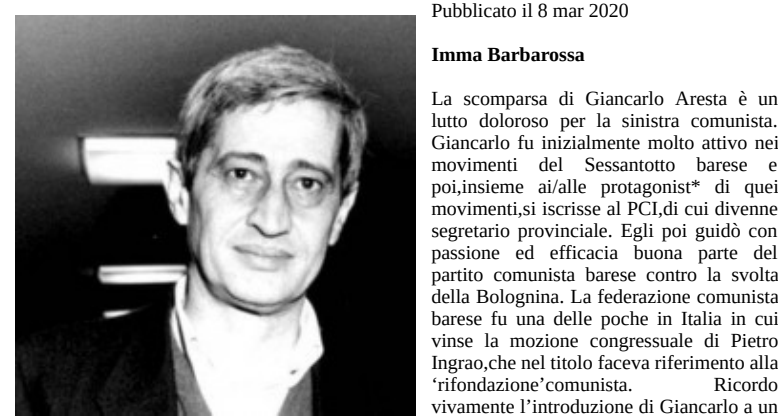 Pubblicato il 8 mar 2020
Imma Barbarossa
La scomparsa di Giancarlo Aresta è un
lutto doloroso per la sinistra comunista.
Giancarlo fu inizialmente molto attivo nei
movimenti del Sessantotto barese e
poi,insieme ai/alle protagonist* di quei
movimenti,si iscrisse al PCI,di cui divenne
segretario provinciale. Egli poi guidò con
passione ed efficacia buona parte del
partito comunista barese contro la svolta
della Bolognina. La federazione comunista
barese fu una delle poche in Italia in cui
vinse la mozione congressuale di Pietro
Ingrao,che nel titolo faceva riferimento alla
‘rifondazione’comunista. Ricordo
vivamente l’introduzione di Giancarlo a un